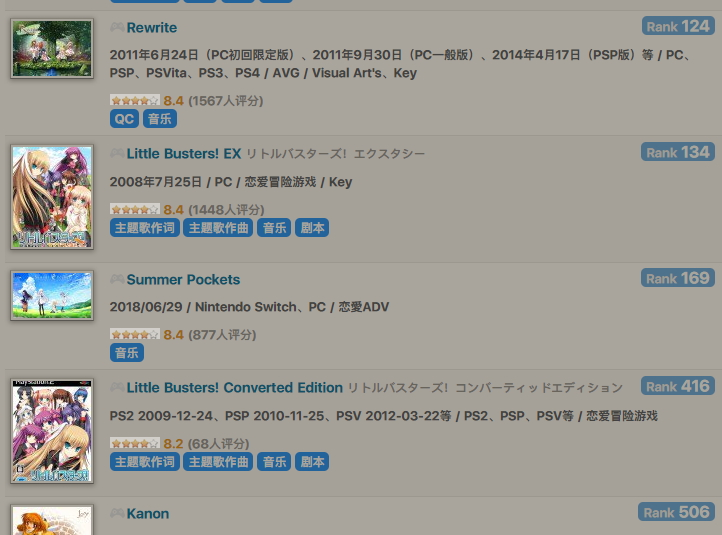 Rewrite
Rank 124
2011年6月24日（PC初回限定版）、2011年9月30日（PC一般版）、2014年4月17日（PSP版）等 / PC、
PSP、PSVita、PS3、PS4 / AVG / Visual Art's、Key
8.4 (1567人评分)
QC 音乐
Little Busters! EX リトルバスターズ！エクスタシー
Rank 134
2008年7月25日 / PC / 恋爱冒险游戏 / Key
8.4 (1448人评分)
主题歌作词 主题歌作曲 音乐 剧本
Summer Pockets
Rank 169
2018/06/29 / Nintendo Switch、PC / 恋愛ADV
8.4 (877人评分)
音乐
Little Busters! Converted Edition リトルバスターズ！コンバーティッドエディション
Rank 416
PS2 2009-12-24、PSP 2010-11-25、PSV 2012-03-22等 / PS2、PSP、PSV等 / 恋爱冒险游戏
PlayStation 2
8.2 (68人评分)
主题歌作词 主题歌作曲 音乐 剧本
Kanon
Rank 506